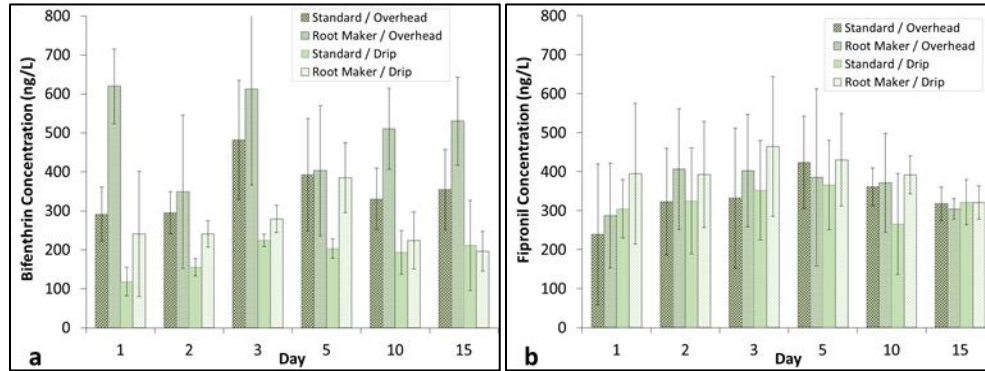 800
700
600
500
400
300
200
100
0
Bifenthrin Concentration (ng/L)
Standard / Overhead
Root Maker / Overhead
Standard / Drip
Root Maker / Drip
1 2 3 5 10 15
Day
a
800
700
600
500
400
300
200
100
0
Fipronil Concentration (ng/L)
Standard / Overhead
Root Maker / Overhead
Standard / Drip
Root Maker / Drip
1 2 3 5 10 15
Day
b